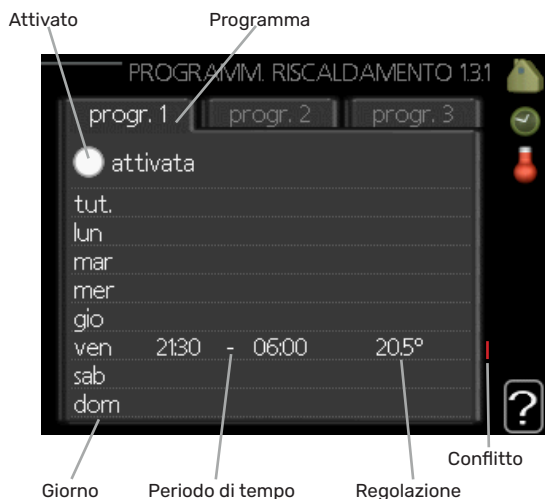 Attivato
Programma
PROGRAMM. RISCALDAMENTO 1.3.1
progr. 1
progr. 2
progr. 3
attivata
tut.
lun
mar
mer
gio
ven 21:30 - 06:00 20.5°
sab
dom
?
Conflitto
Giorno
Periodo di tempo
Regolazione